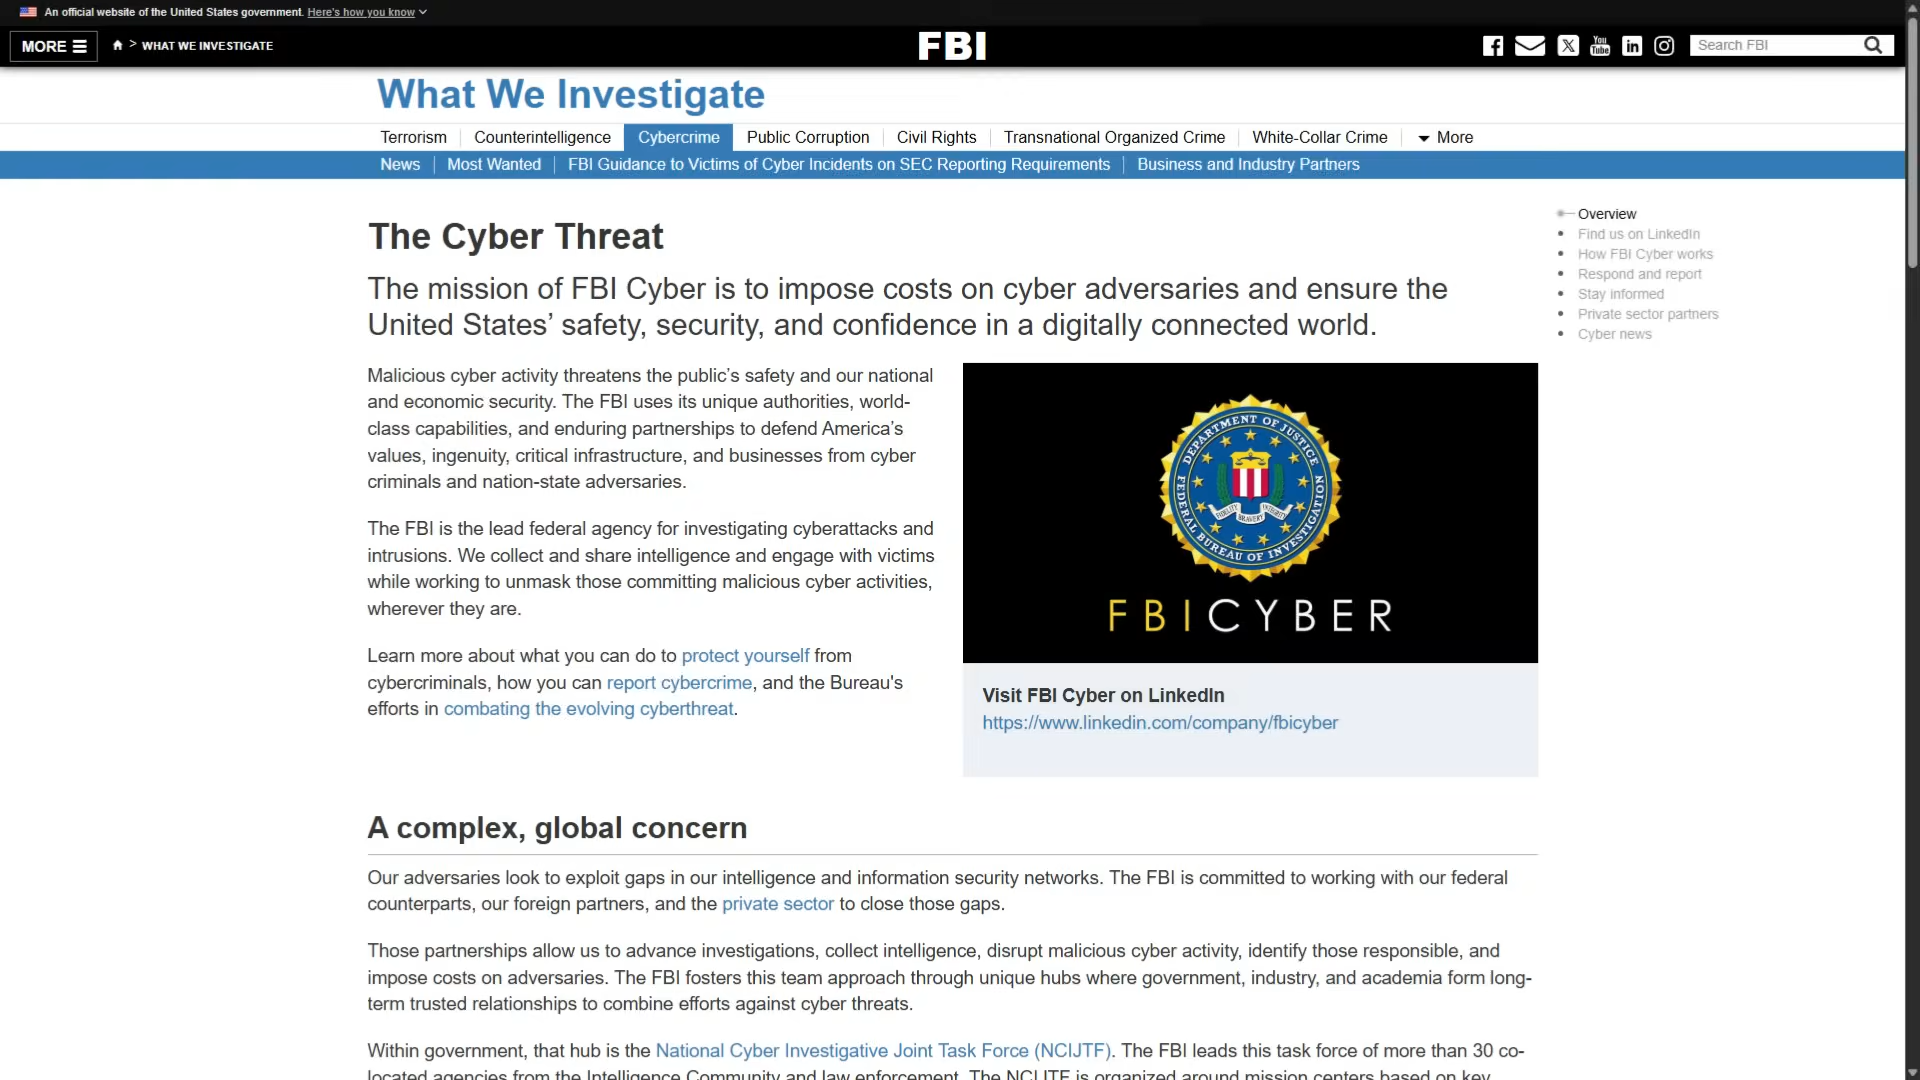 An official website of the United States government. Here's how you know
MORE
> WHAT WE INVESTIGATE
FBI
You Tube
Search FBI
What We Investigate
Terrorism
Counterintelligence
Cybercrime
Public Corruption
Civil Rights
Transnational Organized Crime
White-Collar Crime
More
News
Most Wanted
FBI Guidance to Victims of Cyber Incidents on SEC Reporting Requirements
Business and Industry Partners
Overview
Find us on LinkedIn
How FBI Cyber works
Respond and report
Stay informed
Private sector partners
Cyber news
The Cyber Threat
The mission of FBI Cyber is to impose costs on cyber adversaries and ensure the
United States’ safety, security, and confidence in a digitally connected world.
Malicious cyber activity threatens the public’s safety and our national
and economic security. The FBI uses its unique authorities, world-
class capabilities, and enduring partnerships to defend America’s
values, ingenuity, critical infrastructure, and businesses from cyber
criminals and nation-state adversaries.
The FBI is the lead federal agency for investigating cyberattacks and
intrusions. We collect and share intelligence and engage with victims
while working to unmask those committing malicious cyber activities,
wherever they are.
Learn more about what you can do to protect yourself from
cybercriminals, how you can report cybercrime, and the Bureau's
efforts in combating the evolving cyberthreat.
DEPARTMENT OF JUSTICE
FEDERAL BUREAU OF INVESTIGATION
FIDELITY BRAVERY INTEGRITY
FBICYBER
Visit FBI Cyber on LinkedIn
https://www.linkedin.com/company/fbicyber
A complex, global concern
Our adversaries look to exploit gaps in our intelligence and information security networks. The FBI is committed to working with our federal
counterparts, our foreign partners, and the private sector to close those gaps.
Those partnerships allow us to advance investigations, collect intelligence, disrupt malicious cyber activity, identify those responsible, and
impose costs on adversaries. The FBI fosters this team approach through unique hubs where government, industry, and academia form long-
term trusted relationships to combine efforts against cyber threats.
Within government, that hub is the National Cyber Investigative Joint Task Force (NCIJTF). The FBI leads this task force of more than 30 co-
located agencies from the Intelligence Community and law enforcement. The NCIJTF is organized around mission centers based on key